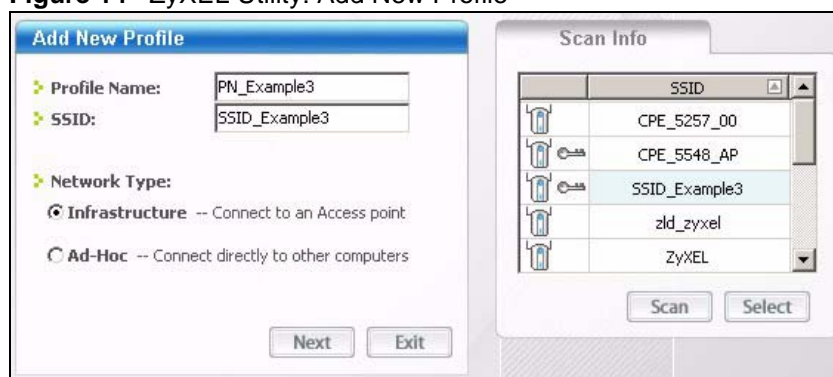 ZyXEL Utility: Add New Profile
Add New Profile
Profile Name: PN_Example3
SSID: SSID_Example3
Network Type:
Infrastructure -- Connect to an Access point
Ad-Hoc -- Connect directly to other computers
Next Exit
Scan Info
SSID
CPE_5257_00
CPE_5548_AP
SSID_Example3
zld_zyxel
ZyXEL
Scan Select